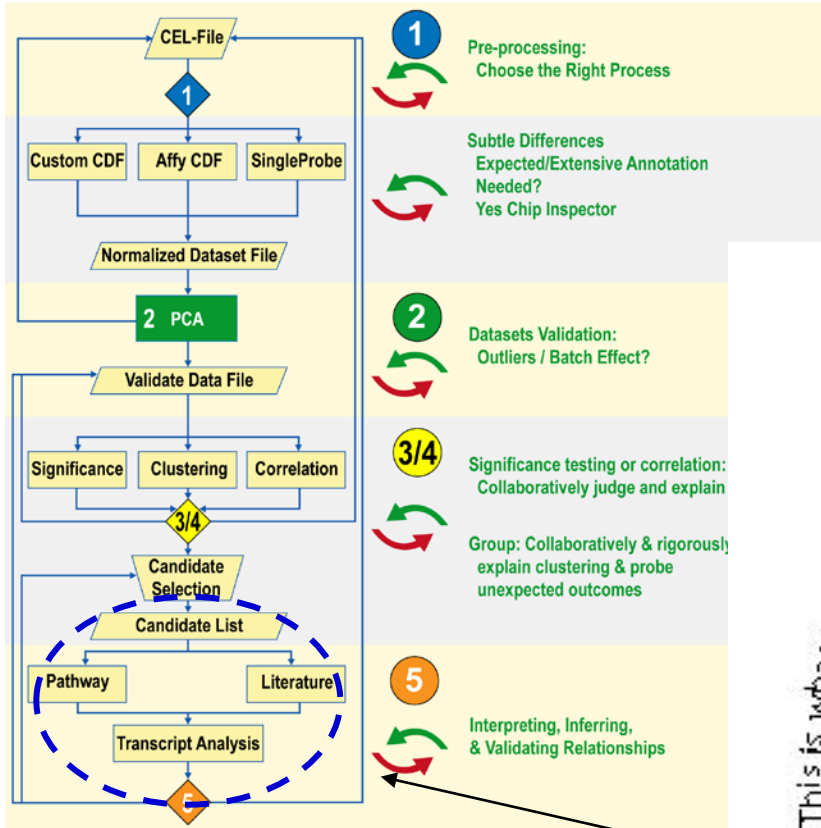 CEL-File
1
Custom CDF
Affy CDF
SingleProbe
Normalized Dataset File
2 PCA
Validate Data File
Significance
Clustering
Correlation
3/4
Candidate
Selection
Candidate List
Pathway
Literature
Transcript Analysis
5
1
Pre-processing:
Choose the Right Process
Subtle Differences
Expected/Extensive Annotation
Needed?
Yes Chip Inspector
2
Datasets Validation:
Outliers / Batch Effect?
3/4
Significance testing or correlation:
Collaboratively judge and explain
Group: Collaboratively & rigorously
explain clustering & probe
unexpected outcomes
5
Interpreting, Inferring,
& Validating Relationships
This is